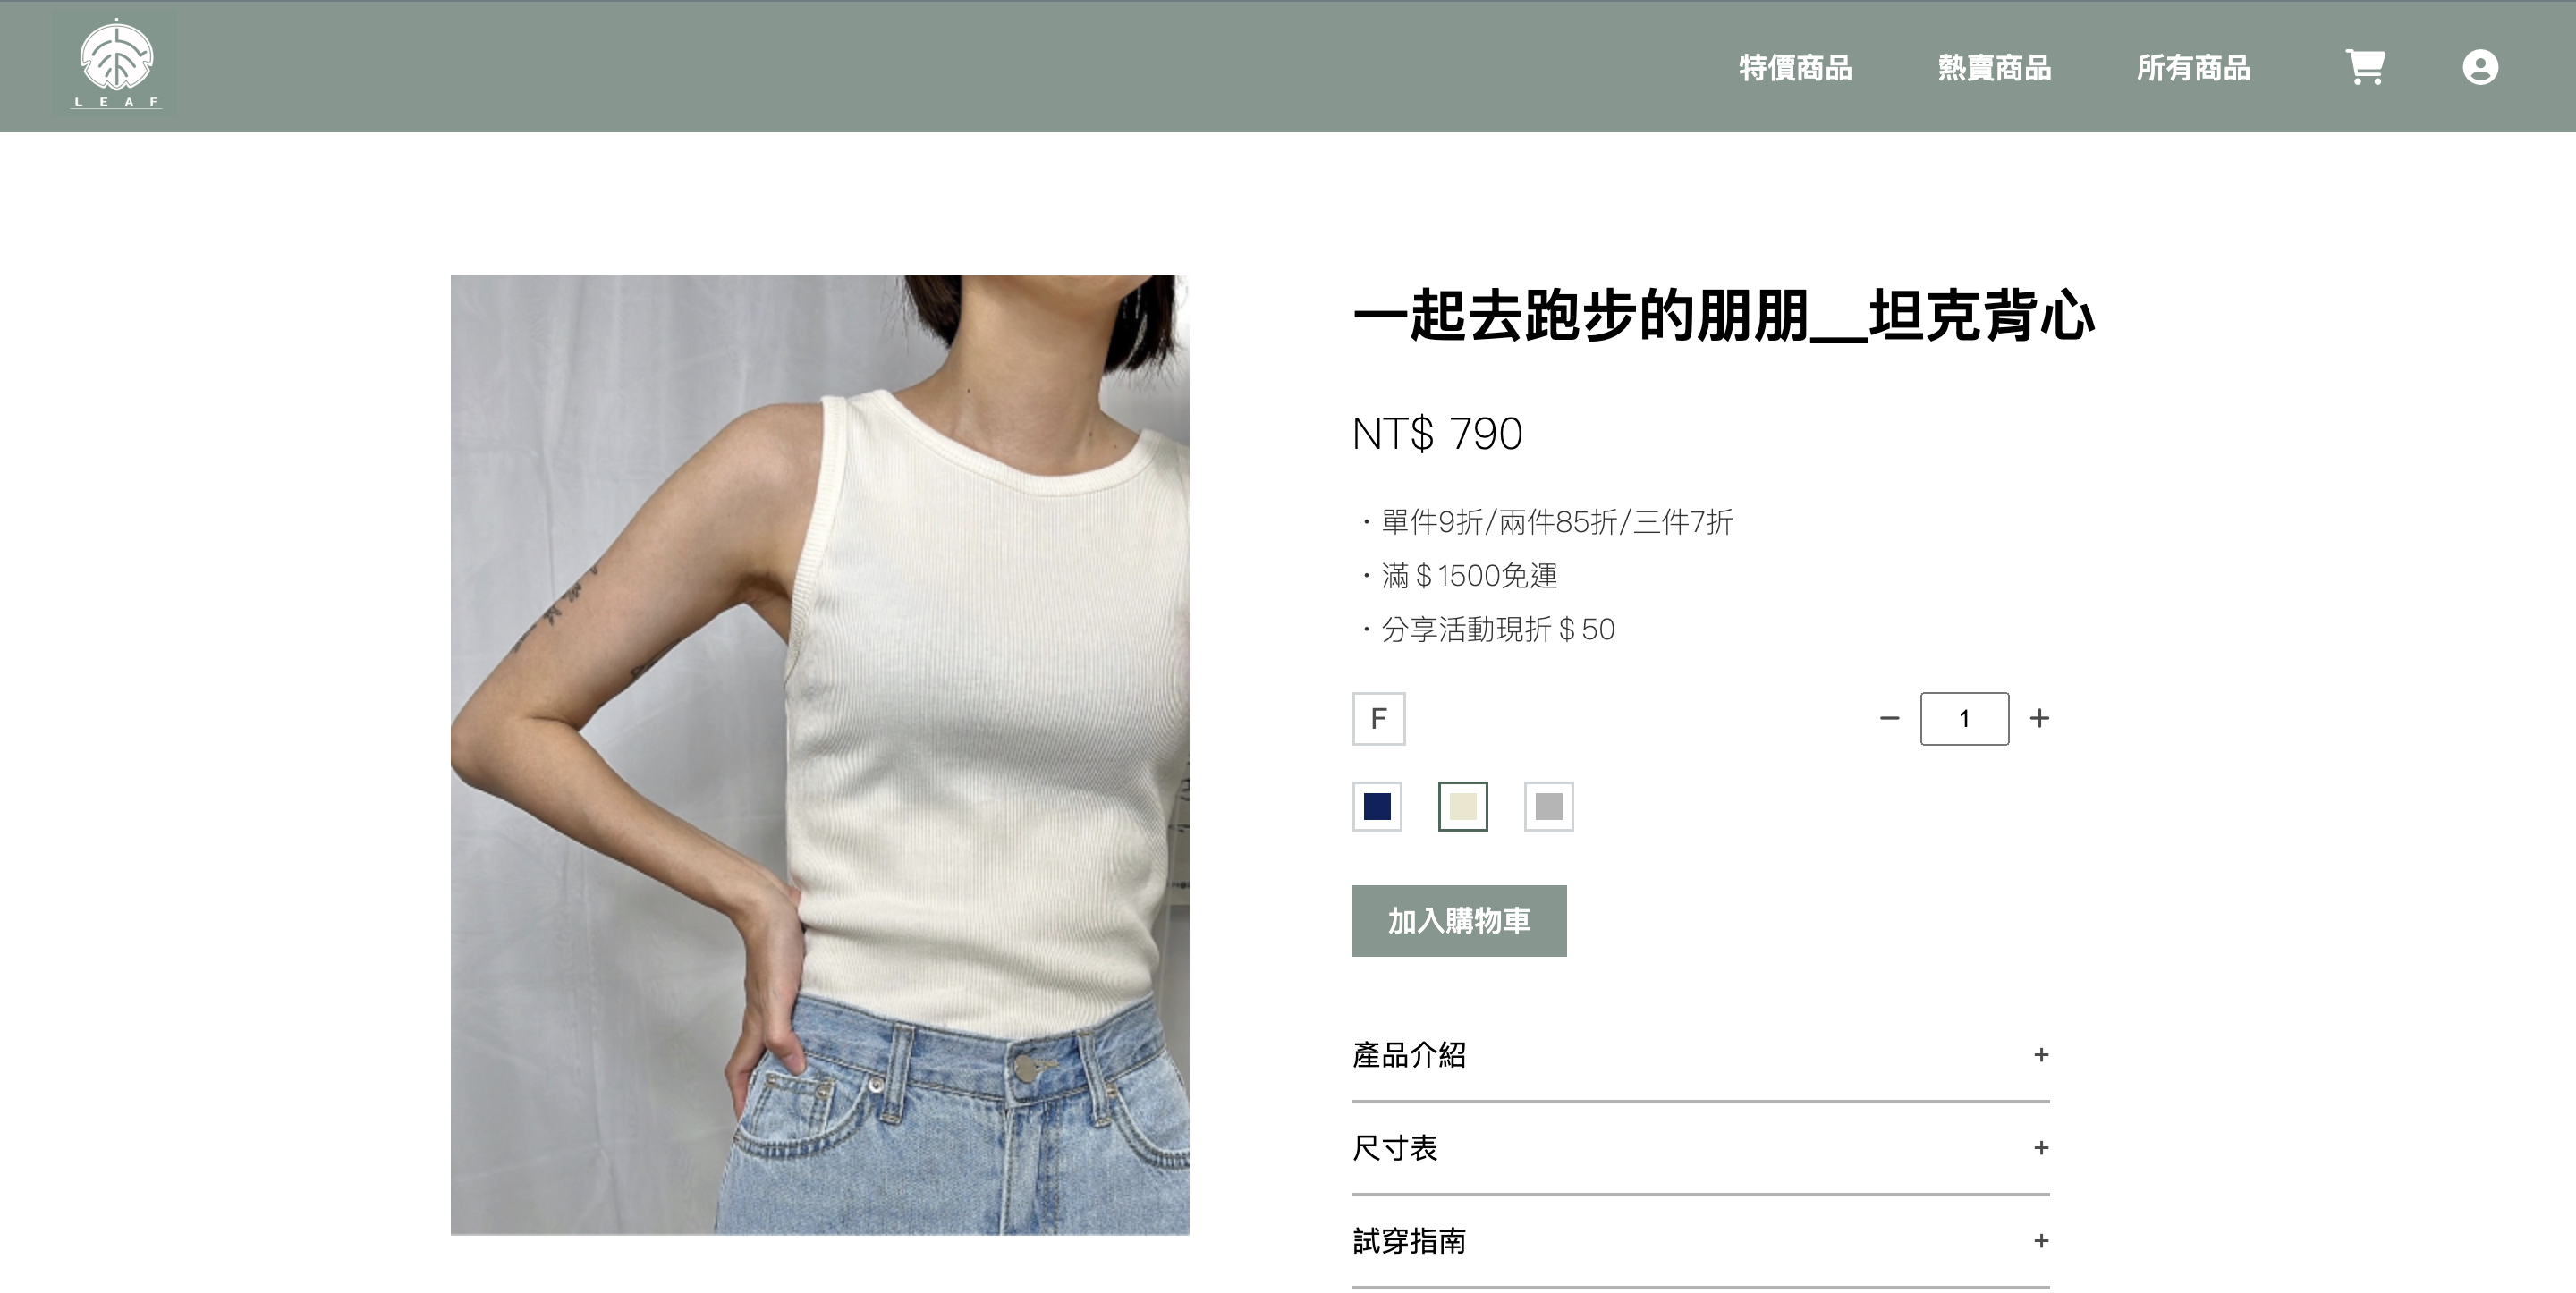 LEAF
特價商品
熱賣商品
所有商品
一起去跑步的朋朋__坦克背心
NT$ 790
・單件9折/兩件85折/三件7折
・滿＄1500免運
・分享活動現折＄50
F
− 1 +
加入購物車
產品介紹 +
尺寸表 +
試穿指南 +